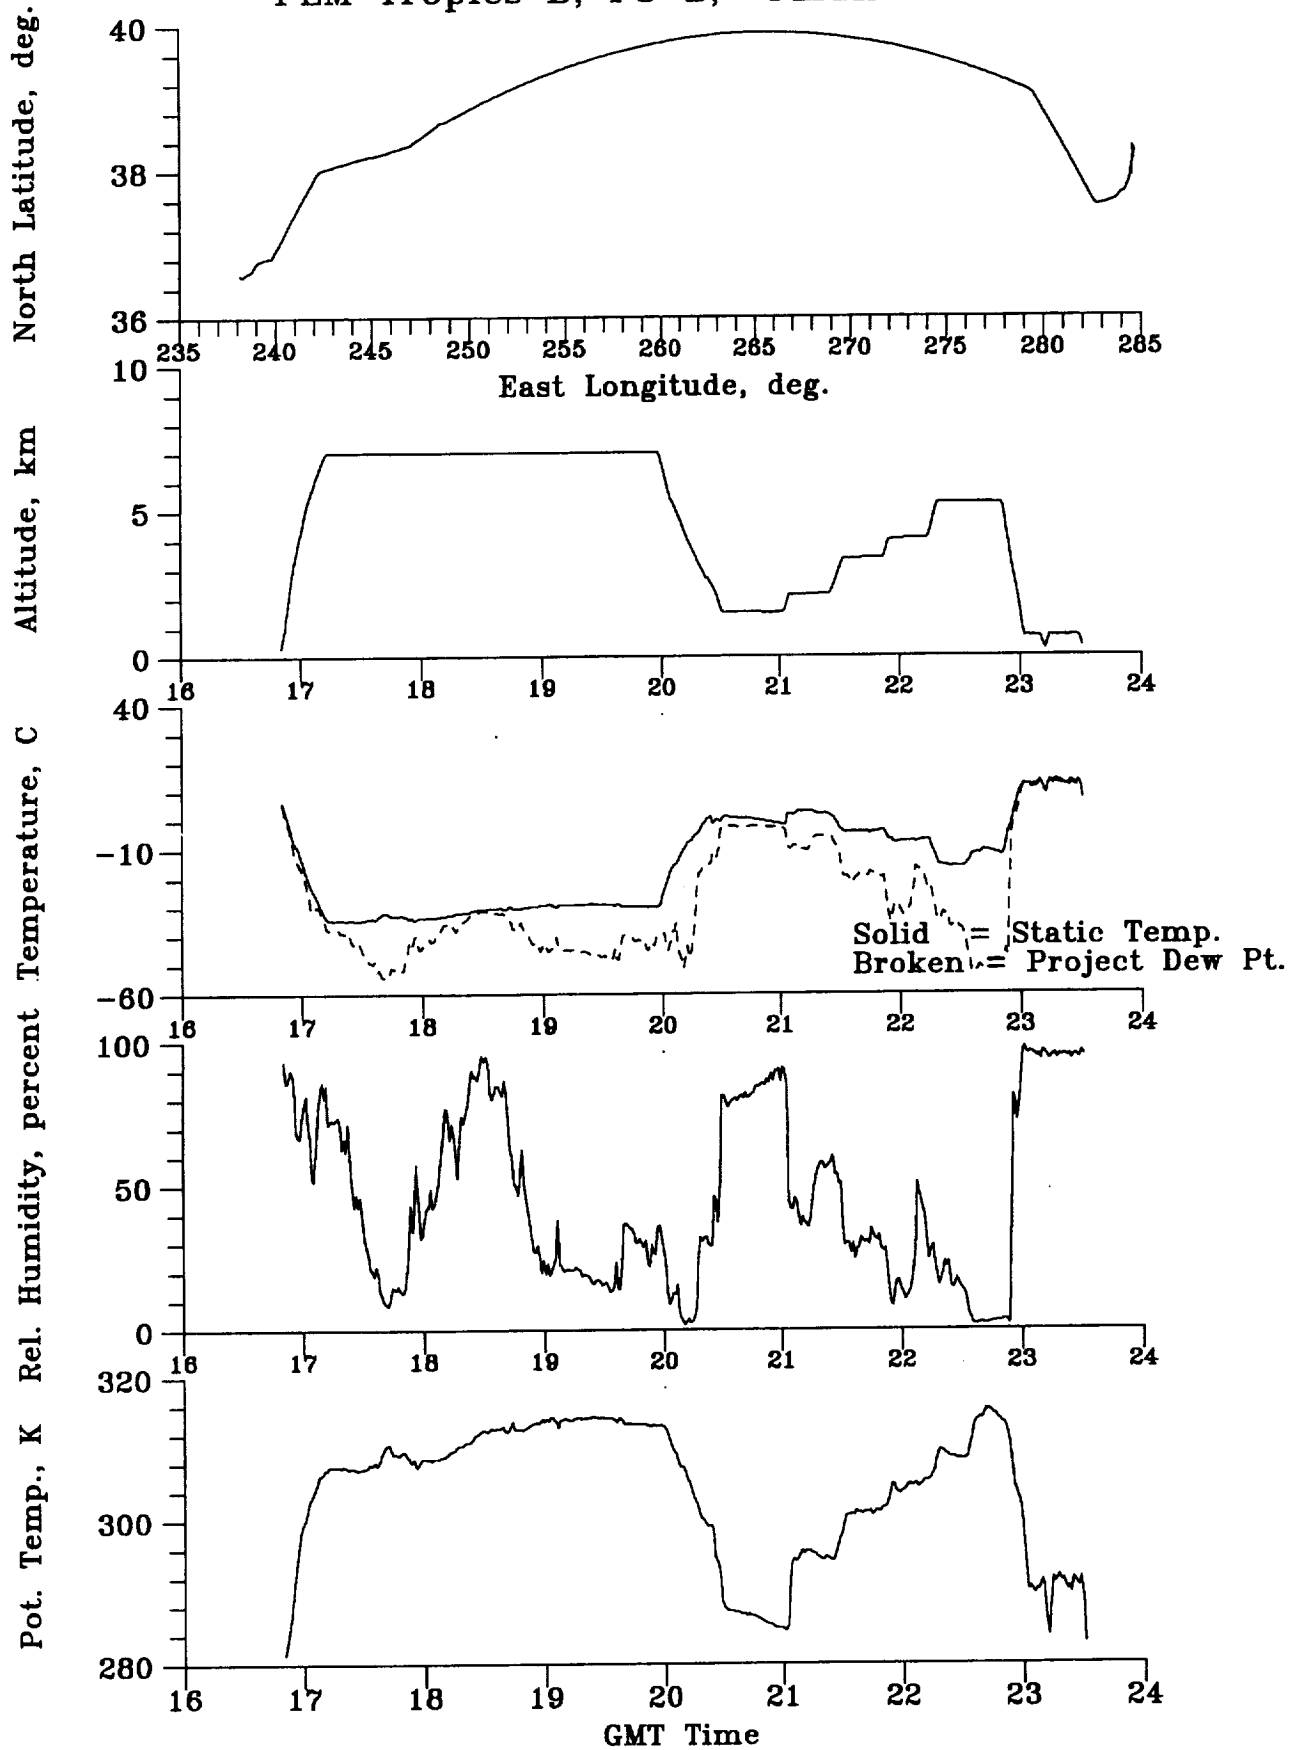 40
38
36
North Latitude, deg.
235 240 245 250 255 260 265 270 275 280 285
East Longitude, deg.
10
5
0
Altitude, km
16 17 18 19 20 21 22 23 24
40
-10
-60
Temperature, C
Solid = Static Temp.
Broken = Project Dew Pt.
16 17 18 19 20 21 22 23 24
100
50
0
Rel. Humidity, percent
16 17 18 19 20 21 22 23 24
320
300
280
Pot. Temp., K
16 17 18 19 20 21 22 23 24
GMT Time